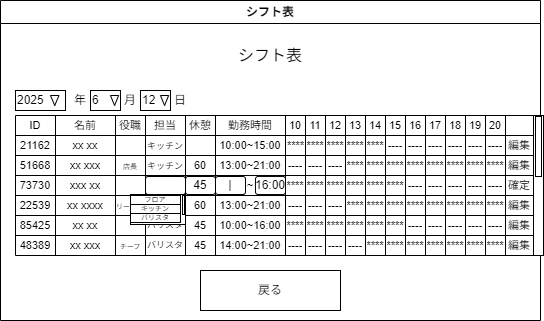 シフト表
シフト表
2025 ▽ 年 6 ▽ 月 12 ▽ 日
ID 名前 役職 担当 休憩 勤務時間 10 11 12 13 14 15 16 17 18 19 20
21162 xx xx キッチン 10:00~15:00 **** **** **** **** **** ---- ---- ---- ---- ---- ---- 編集
51668 xx xxx 店長 キッチン 60 13:00~21:00 ---- ---- ---- **** **** **** **** **** **** **** **** 編集
73730 xxx xx 45 | ~ 16:00 **** **** **** **** **** **** ---- ---- ---- ---- ---- 確定
フロア
キッチン
バリスタ
22539 xx xxxx リー 60 13:00~21:00 ---- ---- ---- **** **** **** **** **** **** **** **** 編集
85425 xx xx バリスタ 45 10:00~16:00 **** **** **** **** **** **** ---- ---- ---- ---- ---- 編集
48389 xx xxx チーフ バリスタ 45 14:00~21:00 ---- ---- ---- ---- **** **** **** **** **** **** **** 編集
戻る